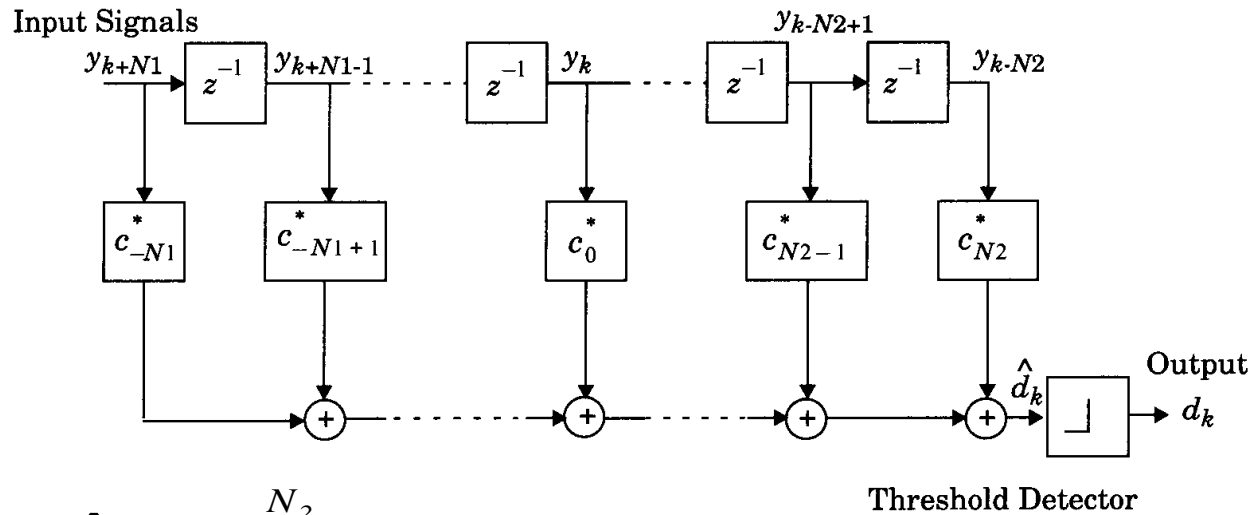 Input Signals
y_{k+N1} z^{-1} y_{k+N1-1} z^{-1} y_k z^{-1} y_{k-N2+1} z^{-1} y_{k-N2}
c^*_{-N1} c^*_{-N1+1} c^*_0 c^*_{N2-1} c^*_{N2}
+ + + + \hat{d}_k Output d_k
N_2 Threshold Detector